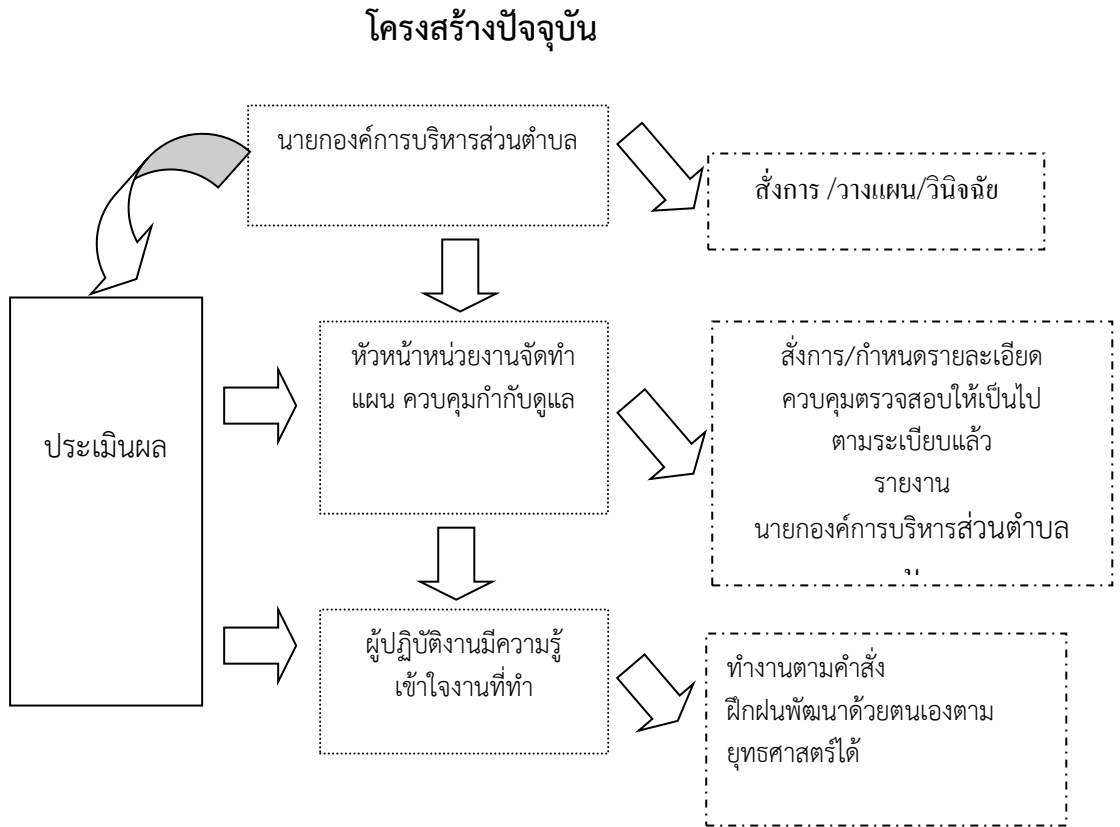 โครงสร้างปัจจุบัน
นายกองค์การบริหารส่วนตำบล
สั่งการ /วางแผน/วินิจฉัย
หัวหน้าหน่วยงานจัดทำ
แผน ควบคุมกำกับดูแล
สั่งการ/กำหนดรายละเอียด
ควบคุมตรวจสอบให้เป็นไป
ตามระเบียบแล้ว
รายงาน
นายกองค์การบริหารส่วนตำบล
ประเมินผล
ผู้ปฏิบัติงานมีความรู้
เข้าใจงานที่ทำ
ทำงานตามคำสั่ง
ฝึกฝนพัฒนาด้วยตนเองตาม
ยุทธศาสตร์ได้